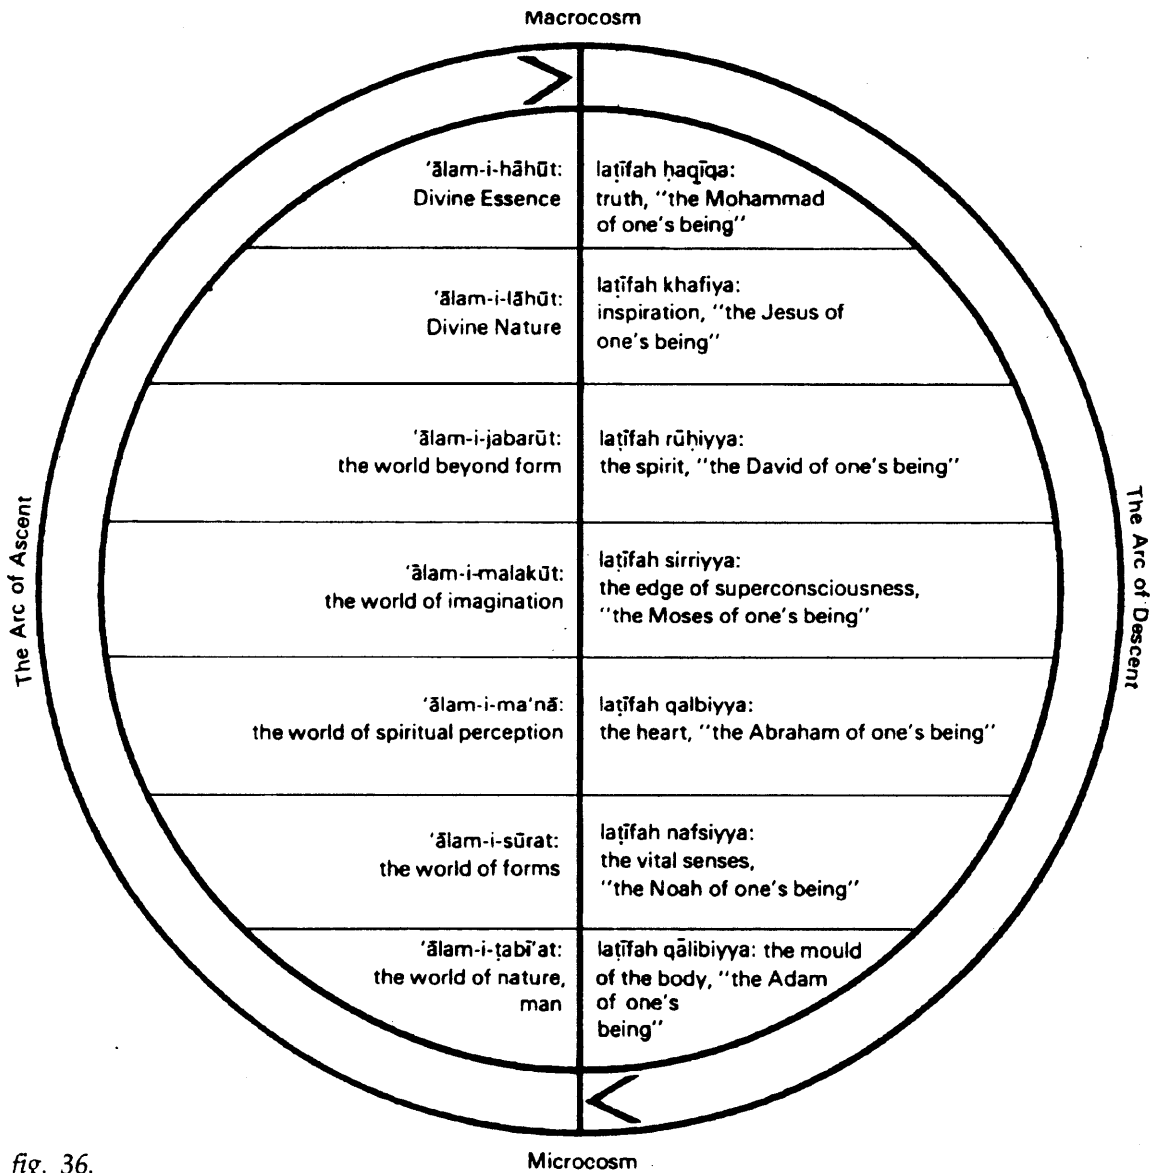 Macrocosm
'ālam-i-hāhūt:
Divine Essence
laṭīfah ḥaqīqa:
truth, "the Mohammad
of one's being"
'ālam-i-lāhūt:
Divine Nature
laṭīfah khafiya:
inspiration, "the Jesus of
one's being"
'ālam-i-jabarūt:
the world beyond form
laṭīfah rūḥiyya:
the spirit, "the David of one's being"
The Arc of Ascent
The Arc of Descent
'ālam-i-malakūt:
the world of imagination
laṭīfah sirriyya:
the edge of superconsciousness,
"the Moses of one's being"
'ālam-i-ma'nā:
the world of spiritual perception
laṭīfah qalbiyya:
the heart, "the Abraham of one's being"
'ālam-i-sūrat:
the world of forms
laṭīfah nafsiyya:
the vital senses,
"the Noah of one's being"
'ālam-i-ṭabī'at:
the world of nature,
man
laṭīfah qālibiyya: the mould
of the body, "the Adam
of one's
being"
Microcosm
fig. 36.